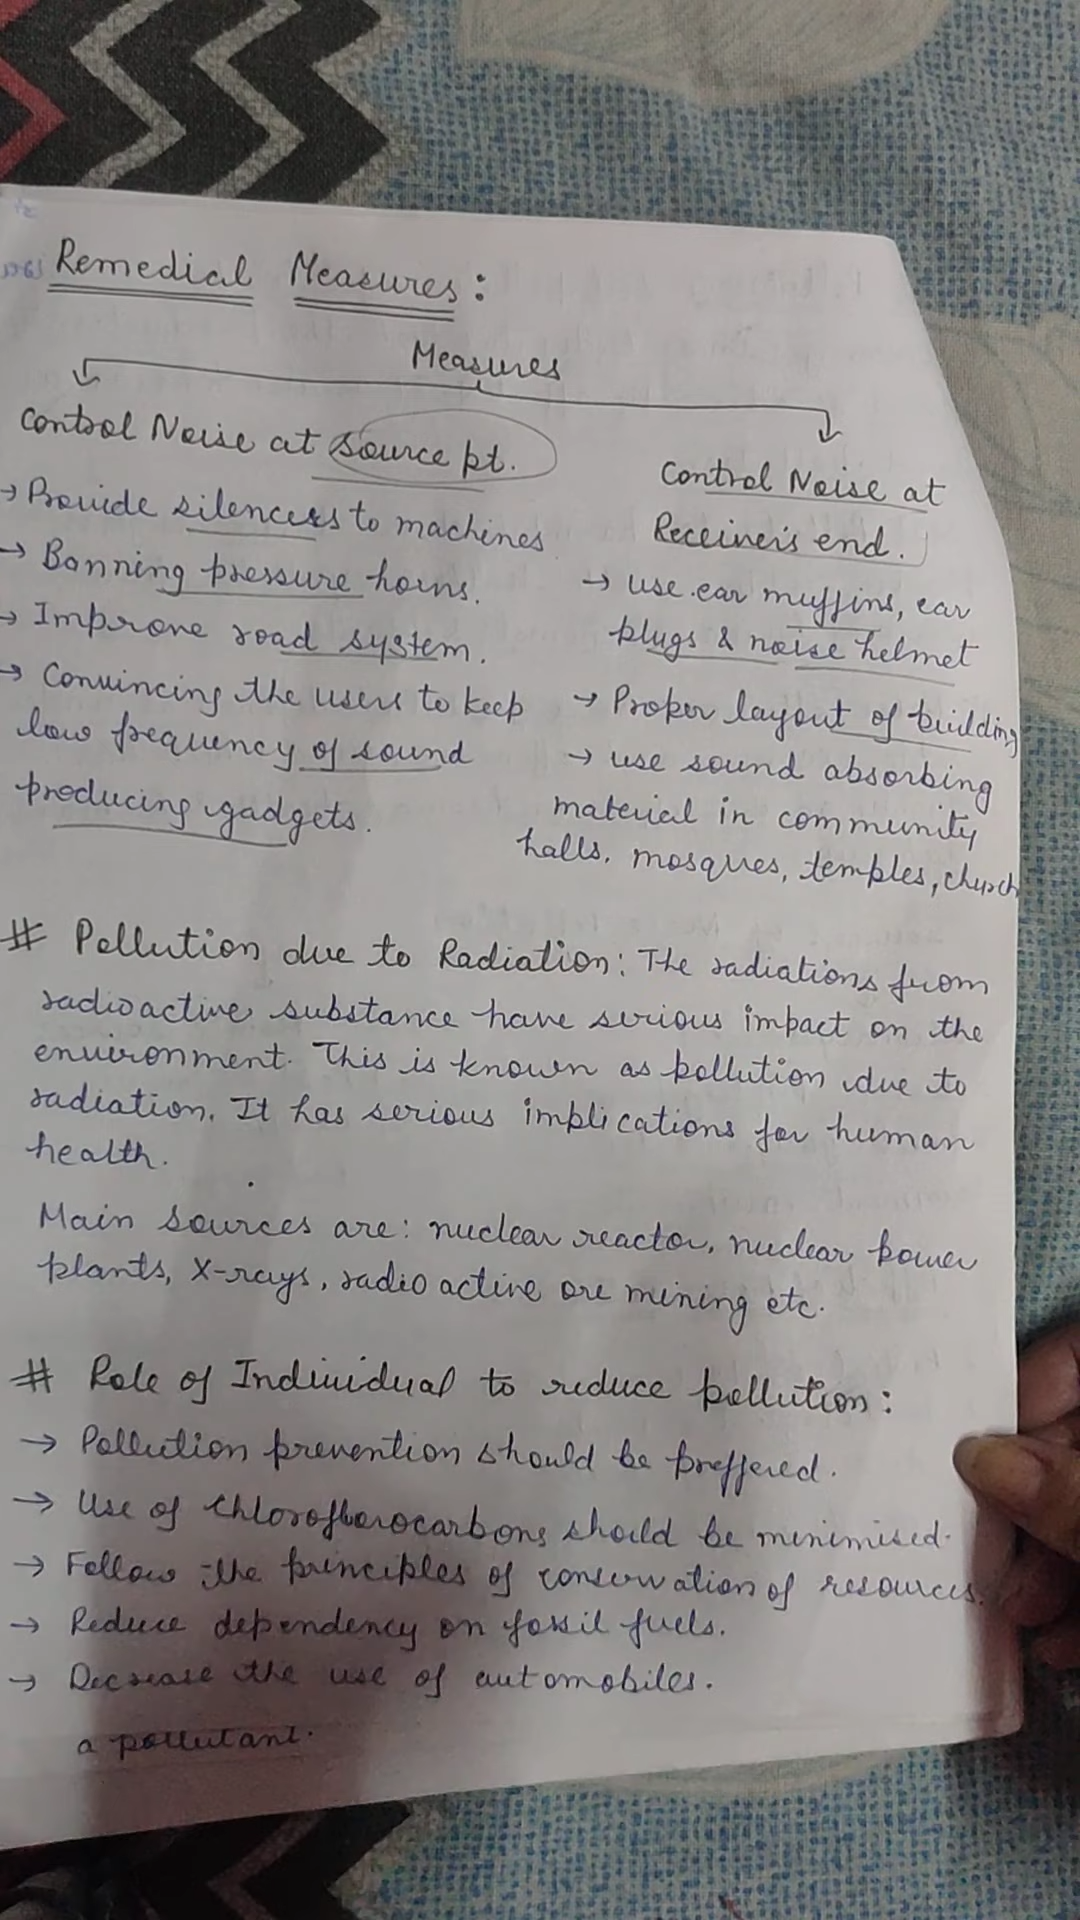 Remedial Measures:
Measures
Control Noise at source pt.
→ Provide silencers to machines
→ Banning pressure horns.
→ Improve road system.
→ Convincing the users to keep
low frequency of sound
producing gadgets.
Control Noise at
Receiver's end.
→ use ear muffins, ear
plugs & noise helmet
→ Proper layout of building
→ use sound absorbing
material in community
halls, mosques, temples, church
# Pollution due to Radiation: The radiations from
radioactive substance have serious impact on the
environment. This is known as pollution due to
radiation. It has serious implications for human
health.
Main sources are: nuclear reactor, nuclear power
plants, X-rays, radio active ore mining etc.
# Role of Individual to reduce pollution:
→ Pollution prevention should be preffered.
→ Use of Chloroflorocarbons should be minimised.
→ Follow the principles of conservation of resources.
→ Reduce dependency on fossil fuels.
→ Decrease the use of automobiles.
a pollutant.